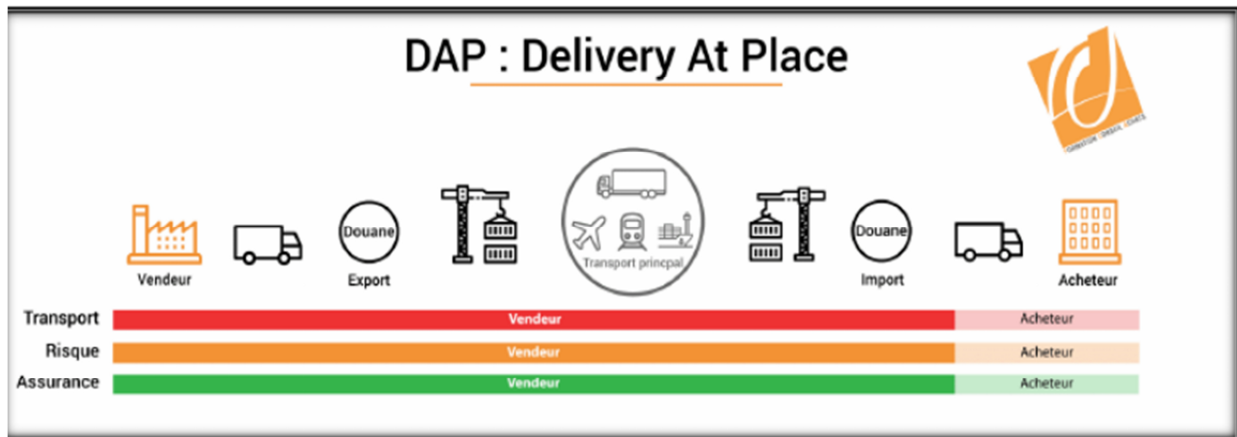 DAP : Delivery At Place
Douane
Douane
Transport princpal
Vendeur
Export
Import
Acheteur
Transport
Vendeur
Acheteur
Risque
Vendeur
Acheteur
Assurance
Vendeur
Acheteur